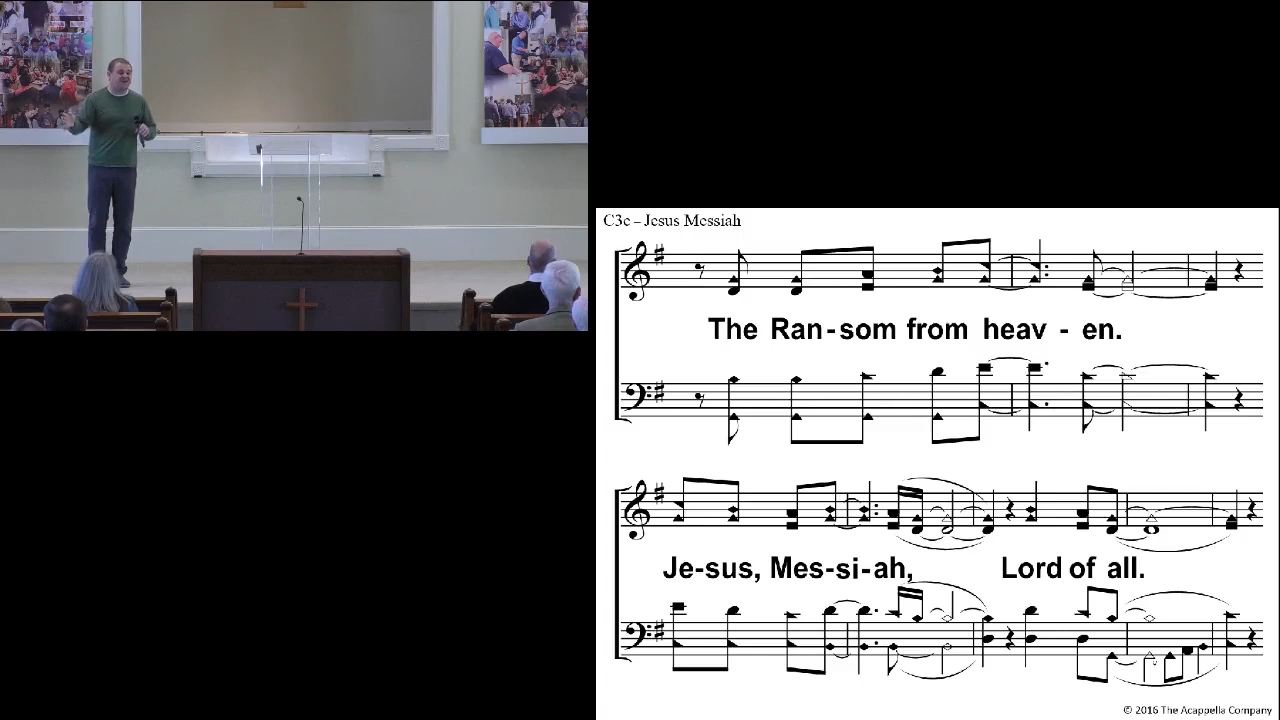 C3c – Jesus Messiah
The Ran-som from heav - en.
Je-sus, Mes-si-ah, Lord of all.
© 2016 The Acappella Company